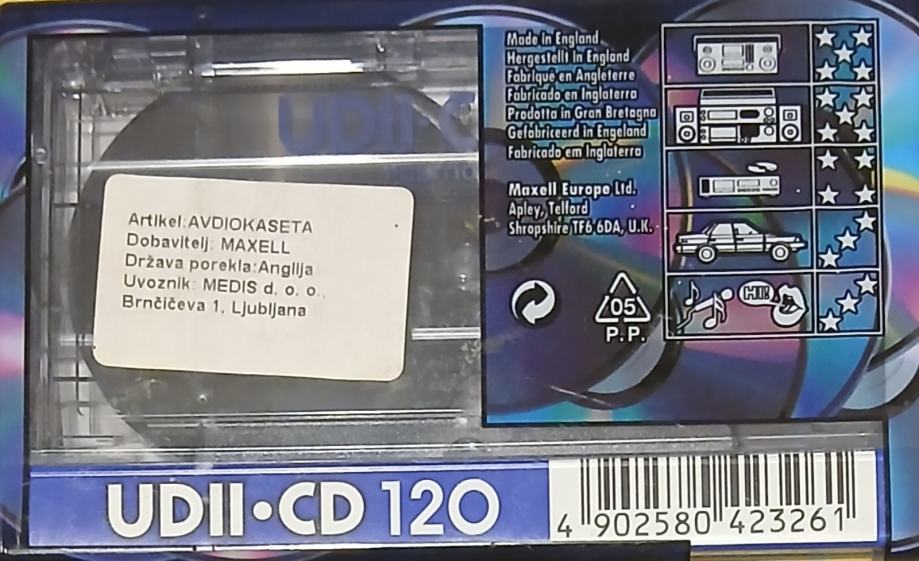 UDII•C
Artikel:AVDIOKASETA
Dobavitelj: MAXELL
Država porekla:Anglija
Uvoznik: MEDIS d. o. o.,
Brnčičeva 1, Ljubljana
Made in England
Hergestellt in England
Fabriqué en Angleterre
Fabricado en Inglaterra
Prodotto in Gran Bretagna
Gefabriceerd in Engeland
Fabricado em Inglaterra
Maxell Europe Ltd.
Apley, Telford
Shropshire TF6 6DA, U.K.
05
P.P.
HI!
UDII•CD 120
4 902580 423261